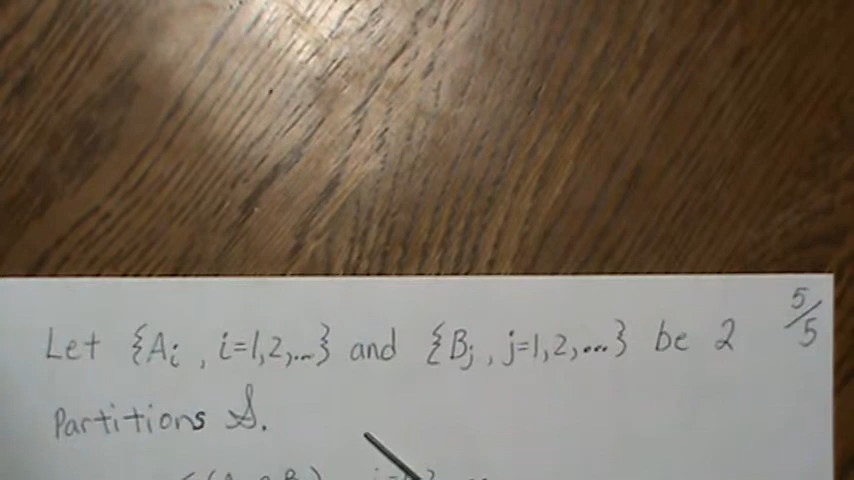 Let {Ai, i=1,2,...} and {Bj, j=1,2,...} be 2
5/5
Partitions S.